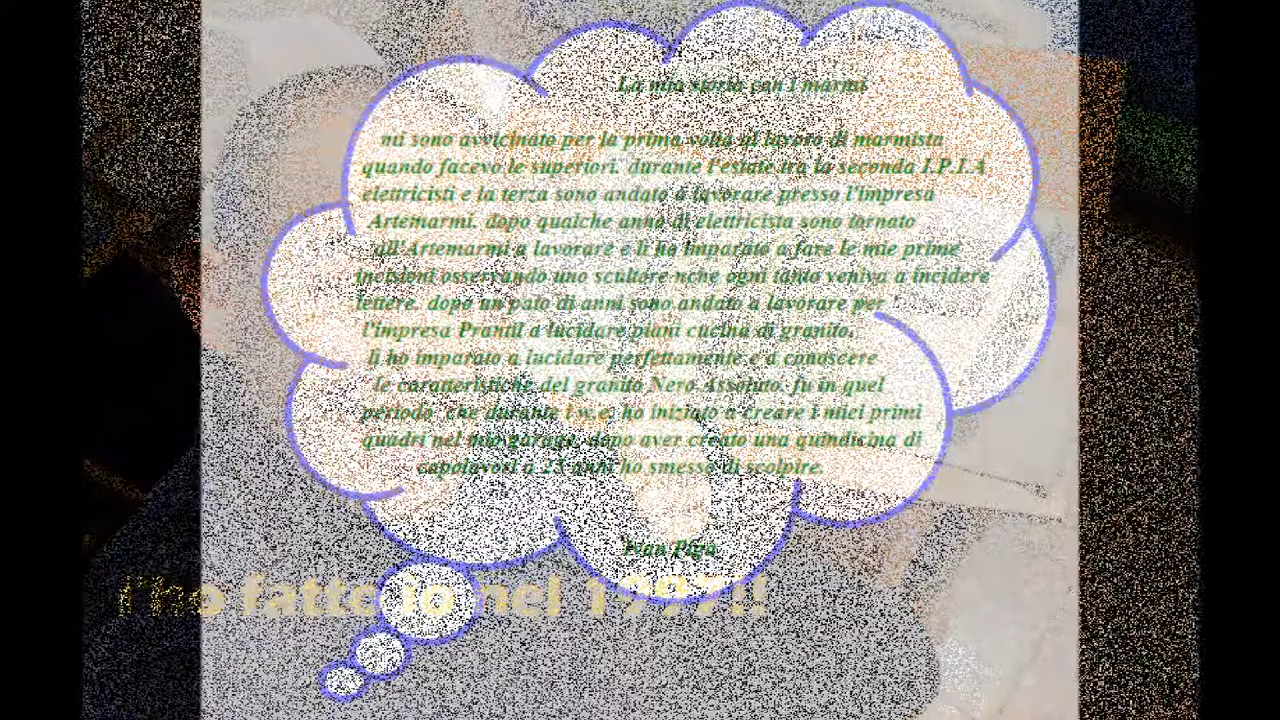 La mia storia con i marmi
mi sono avvicinato per la prima volta al lavoro di marmista
quando facevo le superiori. durante l'estate tra la seconda I.P.I.A
elettricisti e la terza sono andato a lavorare presso l'impresa
Artemarmi. dopo qualche anno di elettricista sono tornato
all'Artemarmi a lavorare e lì ho imparato a fare le mie prime
incisioni osservando uno scultore nche ogni tanto veniva a incidere
lettere. dopo un paio di anni sono andato a lavorare per
l'impresa a lucidare piani cucina di granito.
lì ho imparato a lucidare perfettamente e a conoscere
le caratteristiche del granito Nero Assoluto. fu in quel
periodo che durante i w.e. ho iniziato a creare i miei primi
quadri nel mio garage. dopo aver creato una quindicina di
capolavori a 23 anni ho smesso di scolpire.
Ivan
l'ho fatto io nel 1997!!